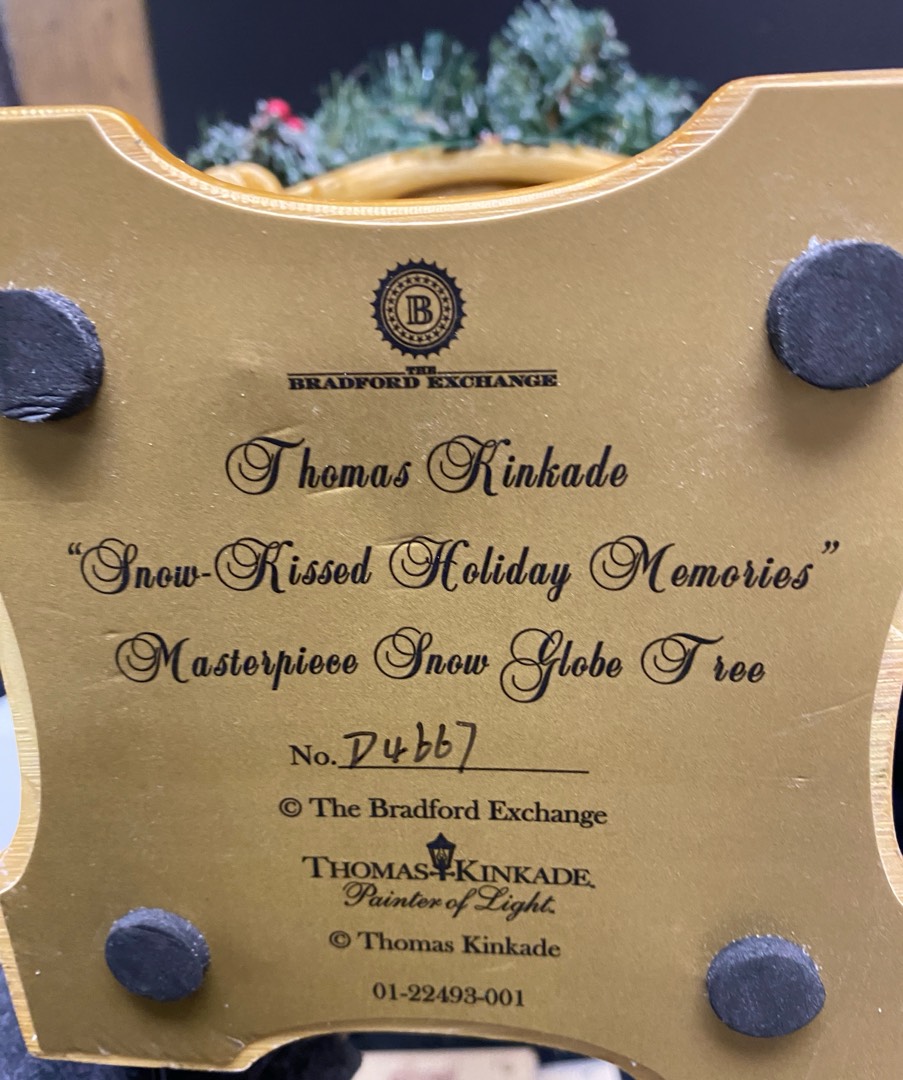 B
THE
BRADFORD EXCHANGE
Thomas Kinkade
“Snow-Kissed Holiday Memories”
Masterpiece Snow Globe Tree
No. D4667
© The Bradford Exchange
THOMAS KINKADE
Painter of Light
© Thomas Kinkade
01-22493-001